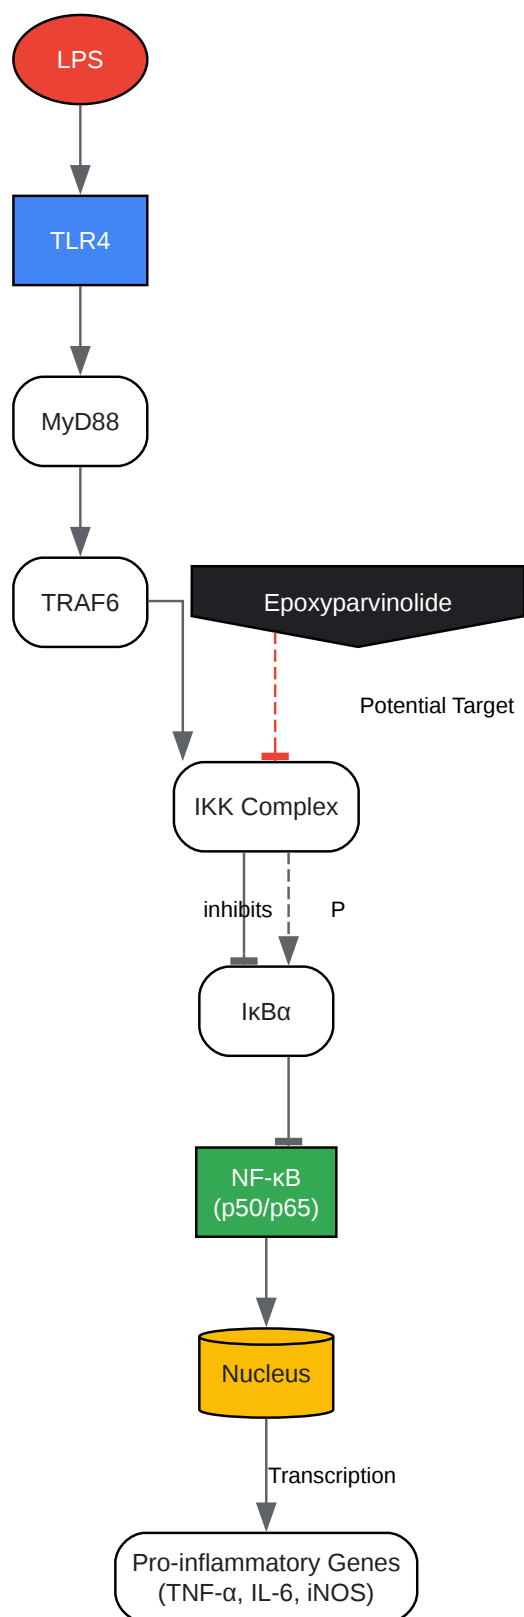 LPS
TLR4
MyD88
TRAF6
Epoxyparvinolide
Potential Target
IKK Complex
inhibits
P
IκBα
NF-κB
(p50/p65)
Nucleus
Transcription
Pro-inflammatory Genes
(TNF-α, IL-6, iNOS)